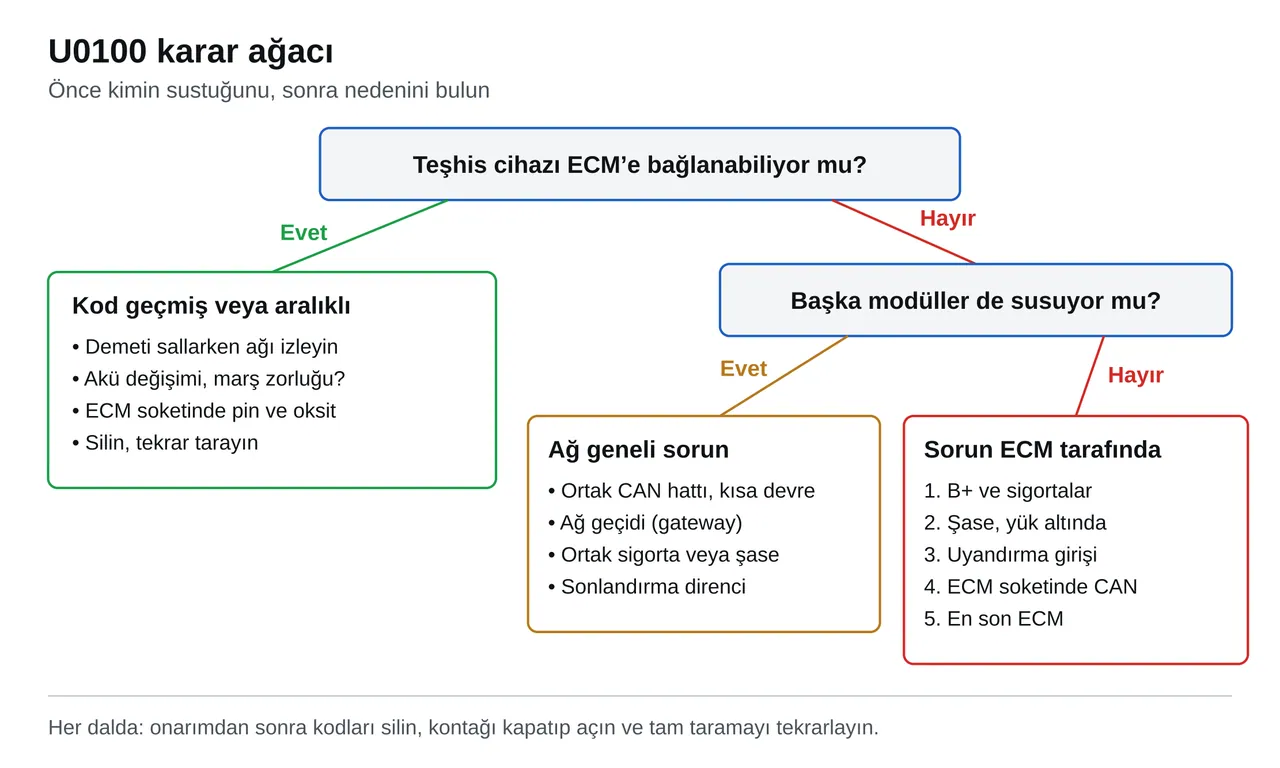 U0100 karar ağacı
Önce kimin sustuğunu, sonra nedenini bulun
Teşhis cihazı ECM’e bağlanabiliyor mu?
Evet
Hayır
Kod geçmiş veya aralıklı
• Demeti sallarken ağı izleyin
• Akü değişimi, marş zorluğu?
• ECM soketinde pin ve oksit
• Silin, tekrar tarayın
Başka modüller de susuyor mu?
Evet
Hayır
Ağ geneli sorun
• Ortak CAN hattı, kısa devre
• Ağ geçidi (gateway)
• Ortak sigorta veya şase
• Sonlandırma direnci
Sorun ECM tarafında
1. B+ ve sigortalar
2. Şase, yük altında
3. Uyandırma girişi
4. ECM soketinde CAN
5. En son ECM
Her dalda: onarımdan sonra kodları silin, kontağı kapatıp açın ve tam taramayı tekrarlayın.